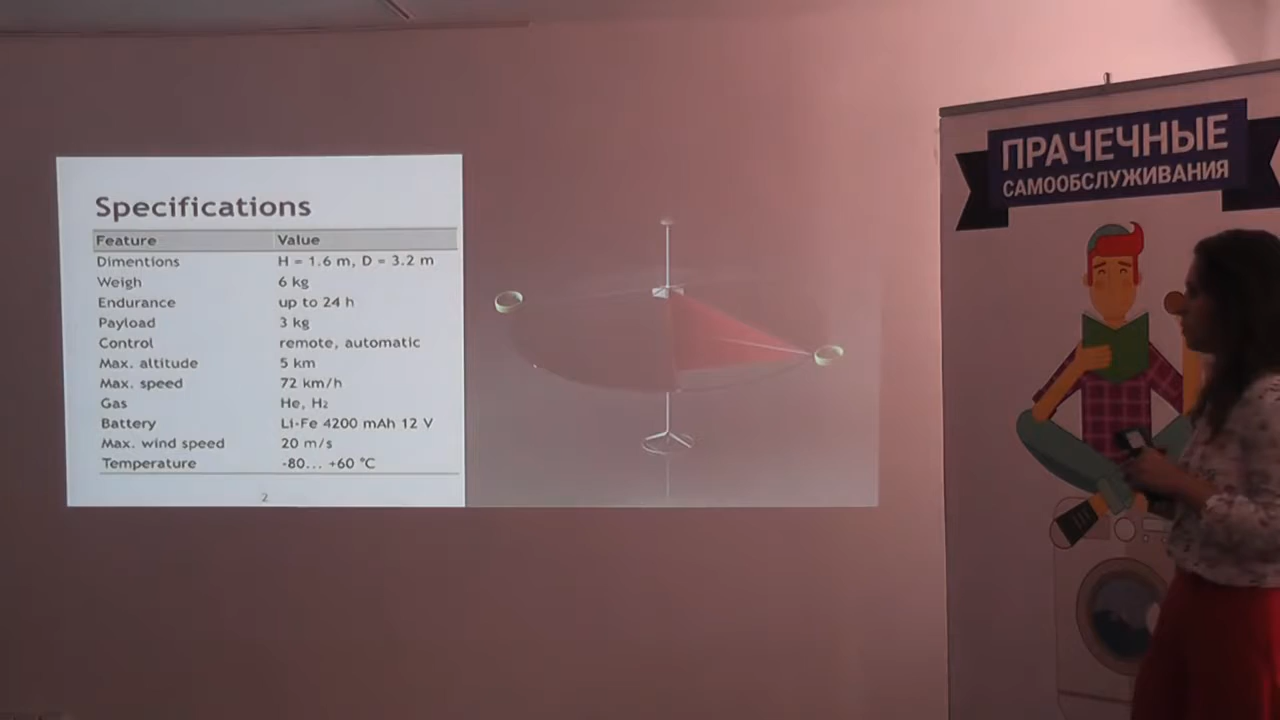 Specifications
Feature Value
Dimentions H = 1.6 m, D = 3.2 m
Weigh 6 kg
Endurance up to 24 h
Payload 3 kg
Control remote, automatic
Max. altitude 5 km
Max. speed 72 km/h
Gas He, H₂
Battery Li-Fe 4200 mAh 12 V
Max. wind speed 20 m/s
Temperature -80... +60 °C
2
ПРАЧЕЧНЫЕ
САМООБСЛУЖИВАНИЯ